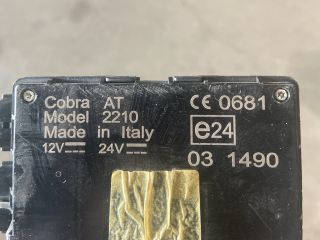 Cobra AT
Model 2210
Made in Italy
12V⎓ 24V⎓
CE 0681
e24
03 1490